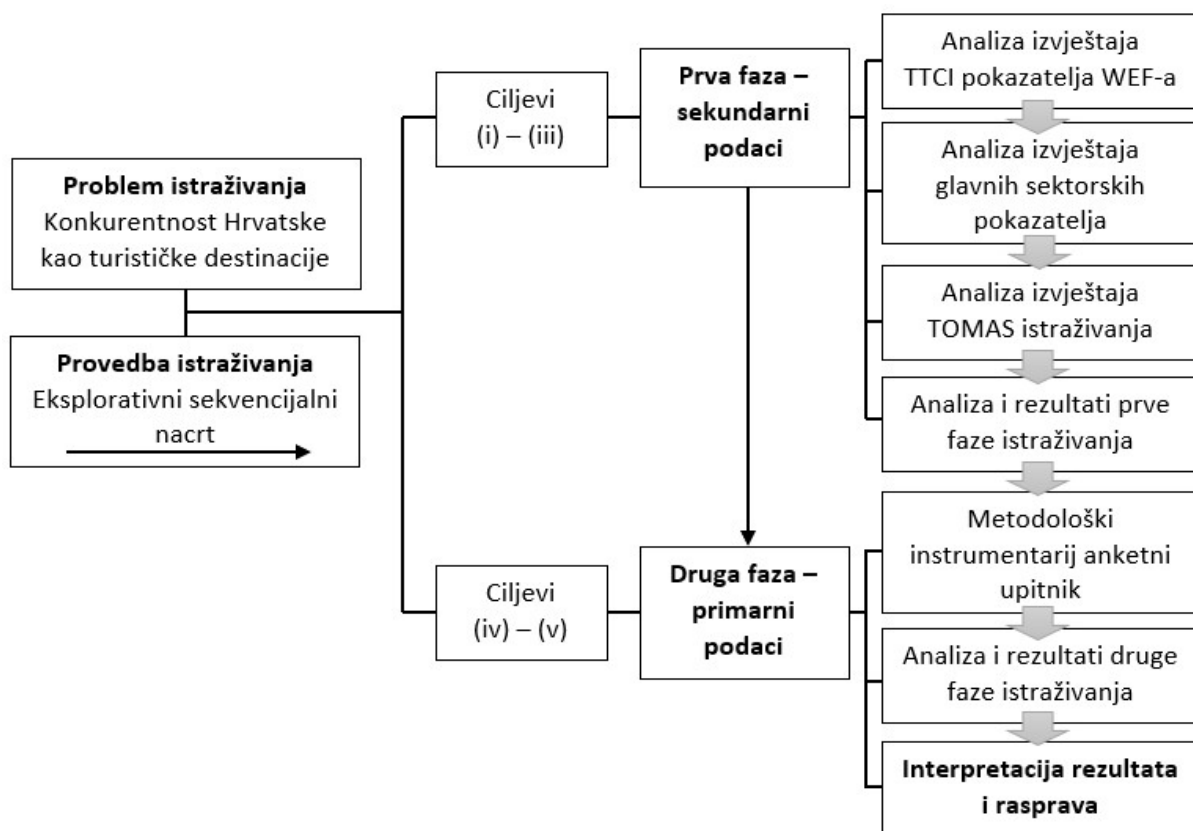 Problem istraživanja
Konkurentnost Hrvatske
kao turističke destinacije
Provedba istraživanja
Eksplorativni sekvencijalni
nacrt
Ciljevi
(i) – (iii)
Prva faza –
sekundarni
podaci
Analiza izvještaja
TTCI pokazatelja WEF-a
Analiza izvještaja
glavnih sektorskih
pokazatelja
Analiza izvještaja
TOMAS istraživanja
Analiza i rezultati prve
faze istraživanja
Ciljevi
(iv) – (v)
Druga faza –
primarni
podaci
Metodološki
instrumentarij anketni
upitnik
Analiza i rezultati druge
faze istraživanja
Interpretacija rezultata
i rasprava